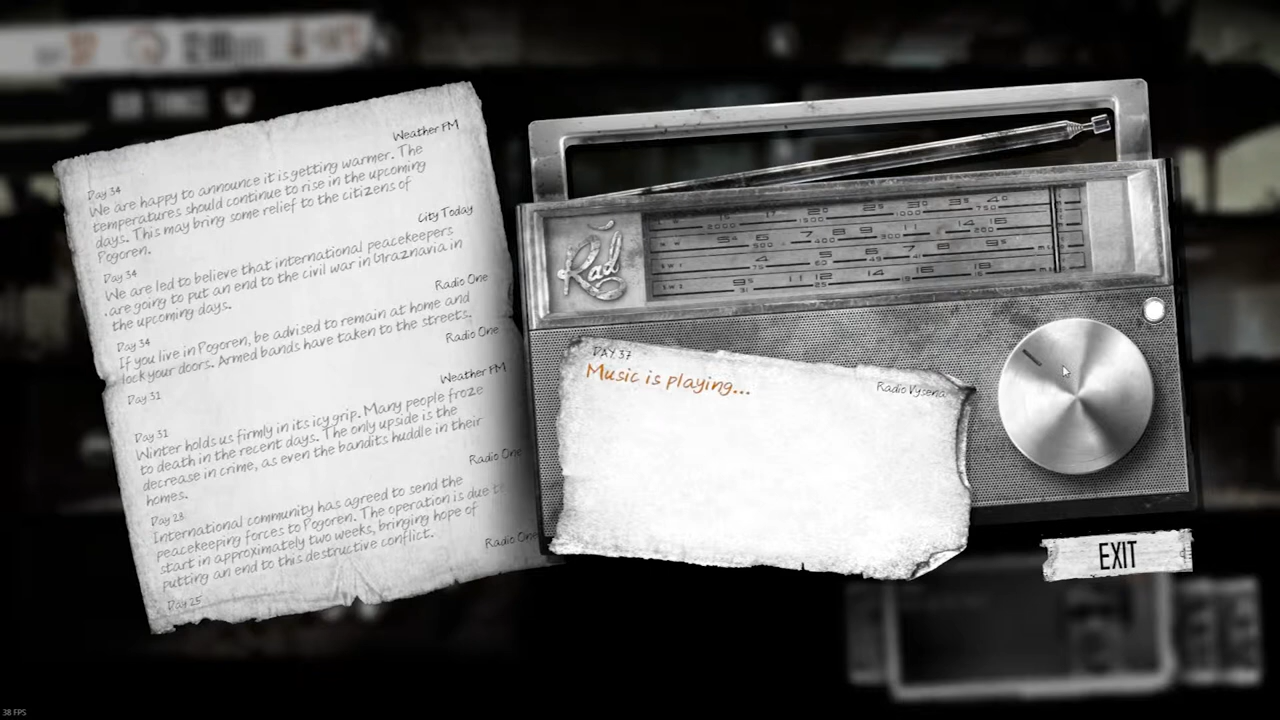 Weather FM
Day 34
We are happy to announce it is getting warmer. The
temperatures should continue to rise in the upcoming
days. This may bring some relief to the citizens of
Pogoren.
City Today
Day 34
We are led to believe that international peacekeepers
are going to put an end to the civil war in Graznavia in
the upcoming days.
Radio One
Day 34
If you live in Pogoren, be advised to remain at home and
lock your doors. Armed bands have taken to the streets.
Radio One
Day 31
Weather FM
Day 31
Winter holds us firmly in its icy grip. Many people froze
to death in the recent days. The only upside is the
decrease in crime, as even the bandits huddle in their
homes.
Radio One
Day 28
International community has agreed to send the
peacekeeping forces to Pogoren. The operation is due to
start in approximately two weeks, bringing hope of
putting an end to this destructive conflict.
Radio One
Day 25
Rad
DAY 37
Radio Vysena
Music is playing...
EXIT
38 FPS